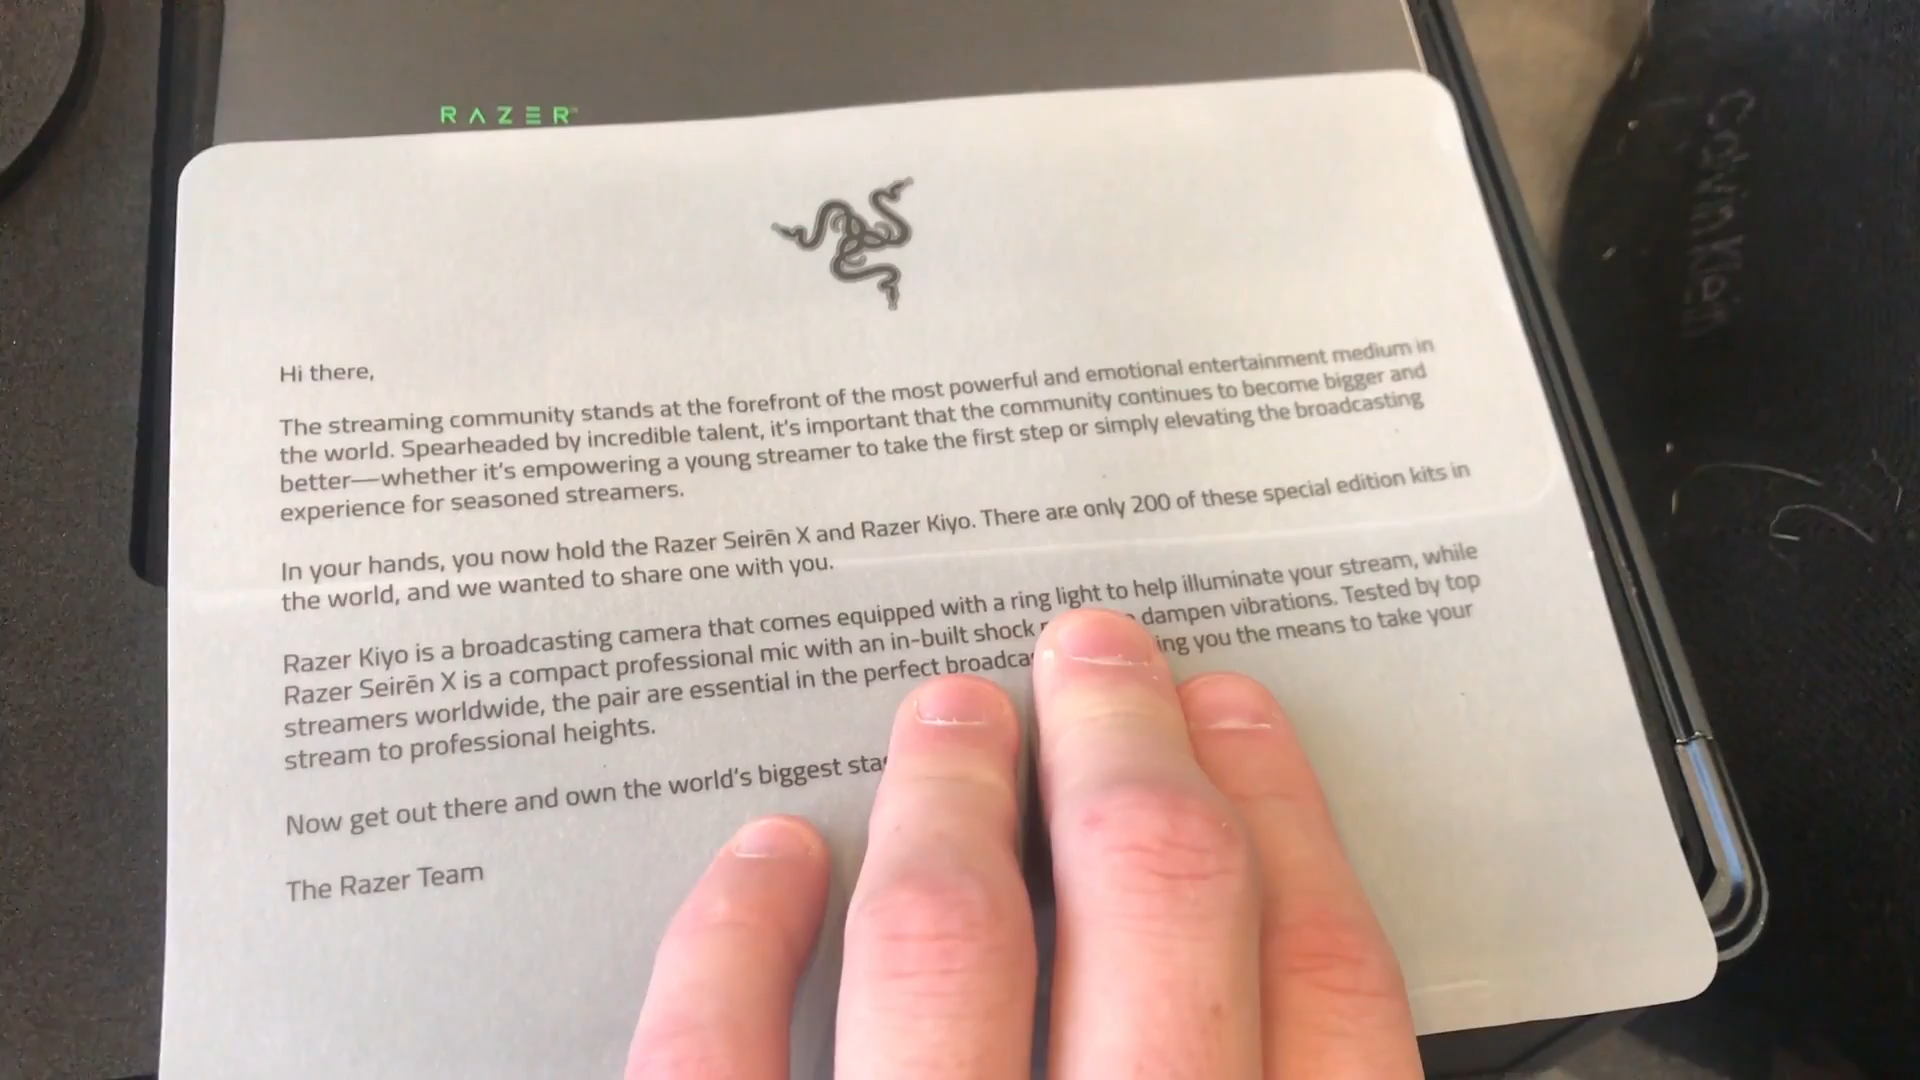 RAZER™
Hi there,
The streaming community stands at the forefront of the most powerful and emotional entertainment medium in
the world. Spearheaded by incredible talent, it's important that the community continues to become bigger and
better—whether it's empowering a young streamer to take the first step or simply elevating the broadcasting
experience for seasoned streamers.
In your hands, you now hold the Razer Seirēn X and Razer Kiyo. There are only 200 of these special edition kits in
the world, and we wanted to share one with you.
Razer Kiyo is a broadcasting camera that comes equipped with a ring light to help illuminate your stream, while
Razer Seirēn X is a compact professional mic with an in-built shock dampen vibrations. Tested by top
streamers worldwide, the pair are essential in the perfect you the means to take your
stream to professional heights.
Now get out there and own the world's biggest
The Razer Team
Calvin Klein